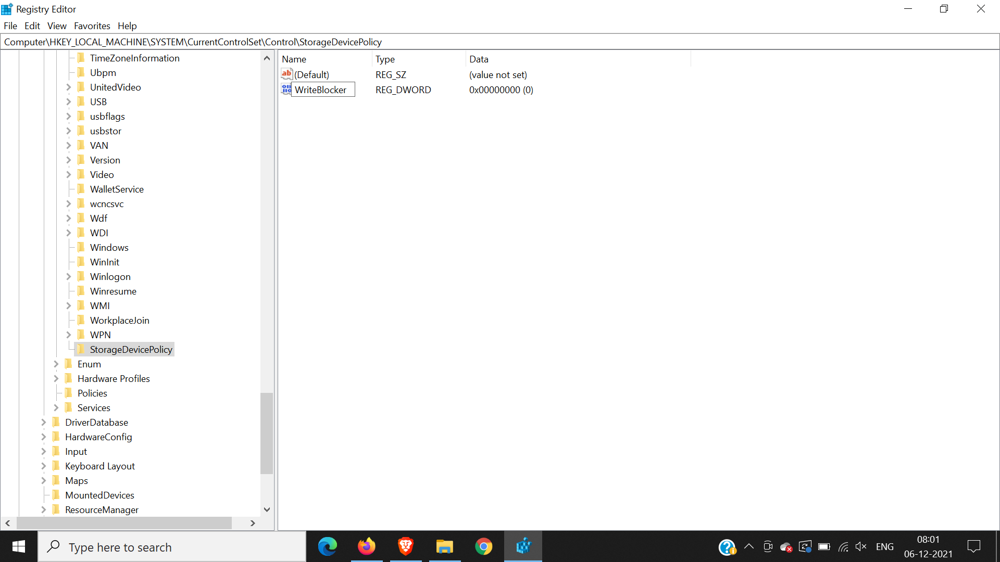 Registry Editor
File Edit View Favorites Help
Computer\HKEY_LOCAL_MACHINE\SYSTEM\CurrentControlSet\Control\StorageDevicePolicy
TimeZoneInformation
Ubpm
UnitedVideo
USB
usbflags
usbstor
VAN
Version
Video
WalletService
wcncsvc
Wdf
WDI
Windows
WinInit
Winlogon
Winresume
WMI
WorkplaceJoin
WPN
StorageDevicePolicy
Enum
Hardware Profiles
Policies
Services
DriverDatabase
HardwareConfig
Input
Keyboard Layout
Maps
MountedDevices
ResourceManager
Name Type Data
(Default) REG_SZ (value not set)
WriteBlocker REG_DWORD 0x00000000 (0)
Type here to search
ENG
08:01
06-12-2021